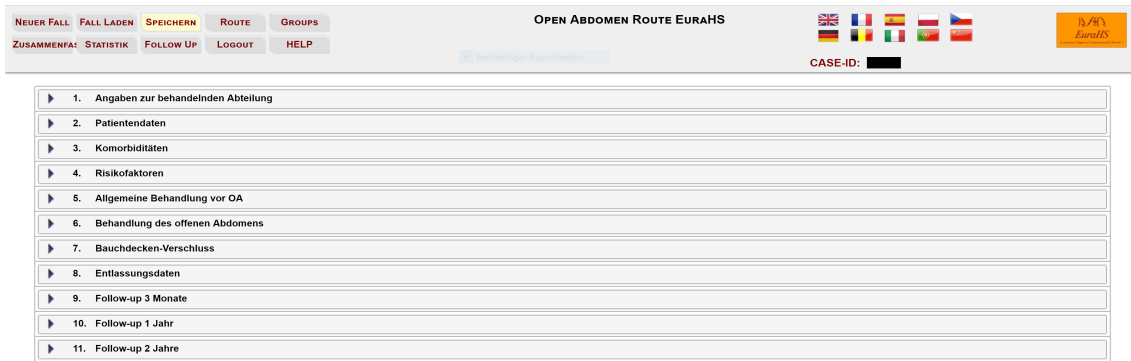 NEUER FALL FALL LADEN SPEICHERN ROUTE GROUPS
ZUSAMMENFAS STATISTIK FOLLOW UP LOGOUT HELP
OPEN ABDOMEN ROUTE EURAHS
Rechteckiges Ausschneiden
CASE-ID:
EuraHS
1. Angaben zur behandelnden Abteilung
2. Patientendaten
3. Komorbiditäten
4. Risikofaktoren
5. Allgemeine Behandlung vor OA
6. Behandlung des offenen Abdomens
7. Bauchdecken-Verschluss
8. Entlassungsdaten
9. Follow-up 3 Monate
10. Follow-up 1 Jahr
11. Follow-up 2 Jahre